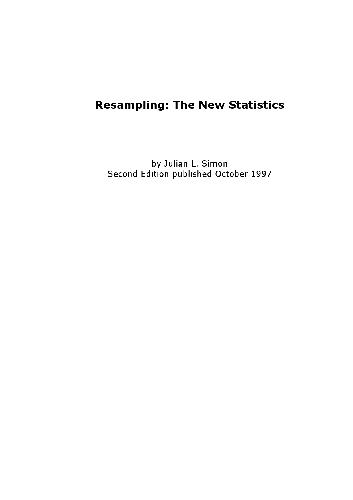 Resampling: The New Statistics
by Julian L. Simon
Second Edition published October 1997